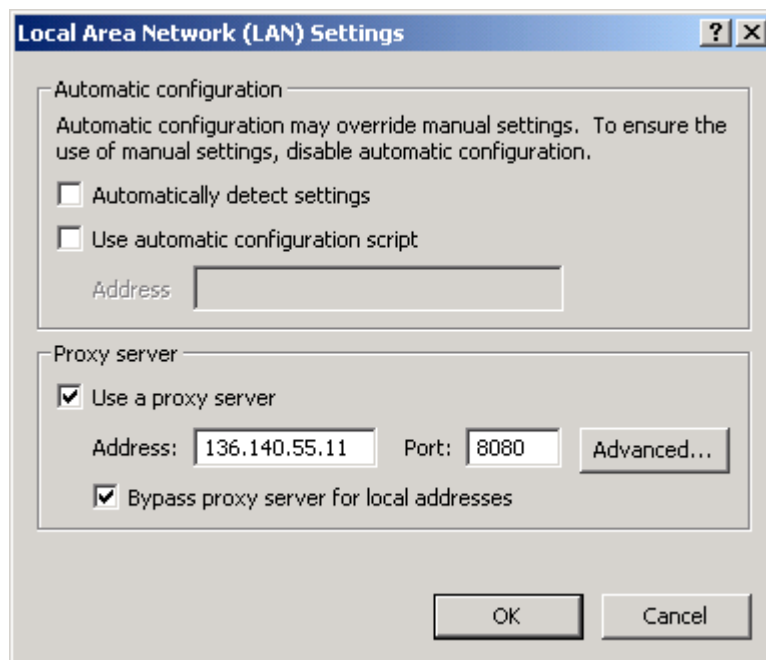 Local Area Network (LAN) Settings
Automatic configuration
Automatic configuration may override manual settings. To ensure the
use of manual settings, disable automatic configuration.
Automatically detect settings
Use automatic configuration script
Address
Proxy server
Use a proxy server
Address: 136.140.55.11 Port: 8080 Advanced...
Bypass proxy server for local addresses
OK Cancel